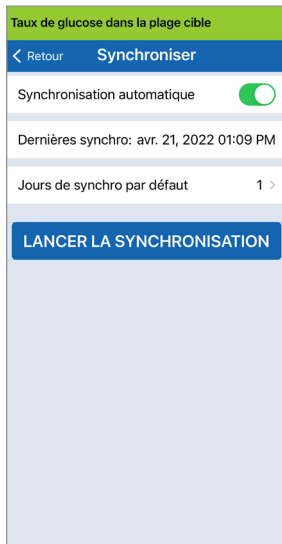 Taux de glucose dans la plage cible
Retour Synchroniser
Synchronisation automatique
Dernières synchro: avr. 21, 2022 01:09 PM
Jours de synchro par défaut 1
LANCER LA SYNCHRONISATION